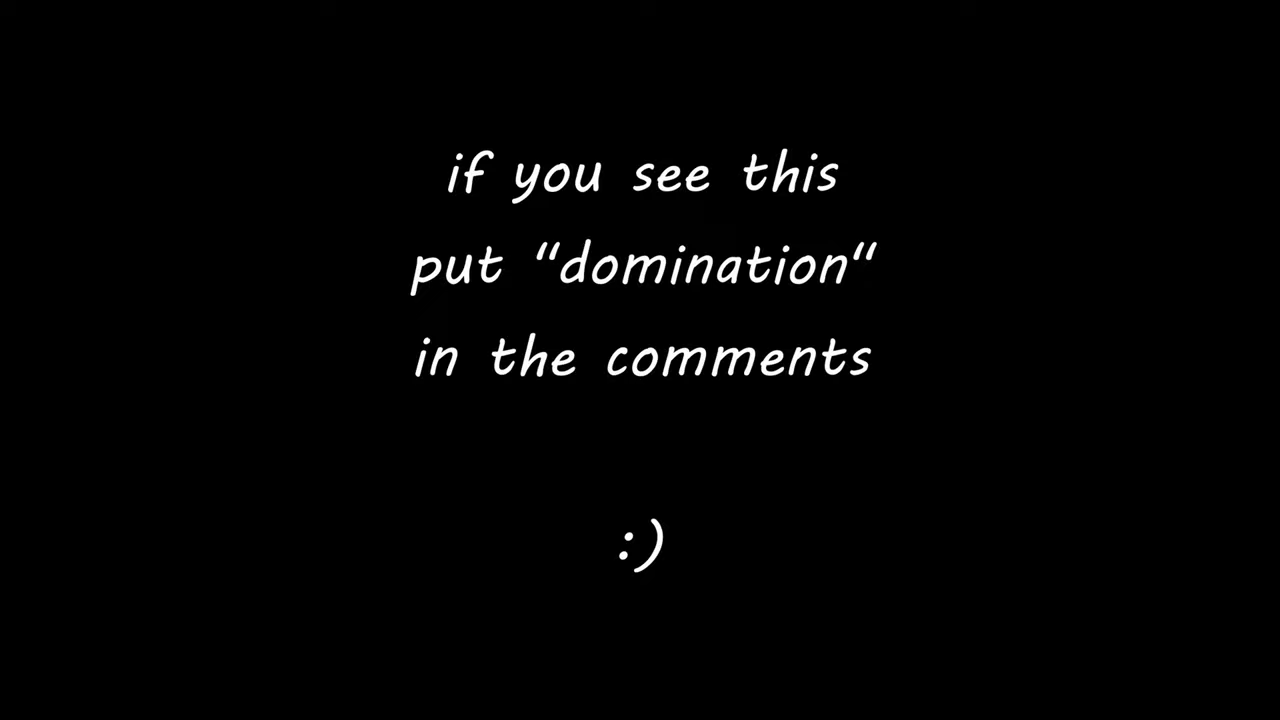 if you see this
put “domination“
in the comments
:)